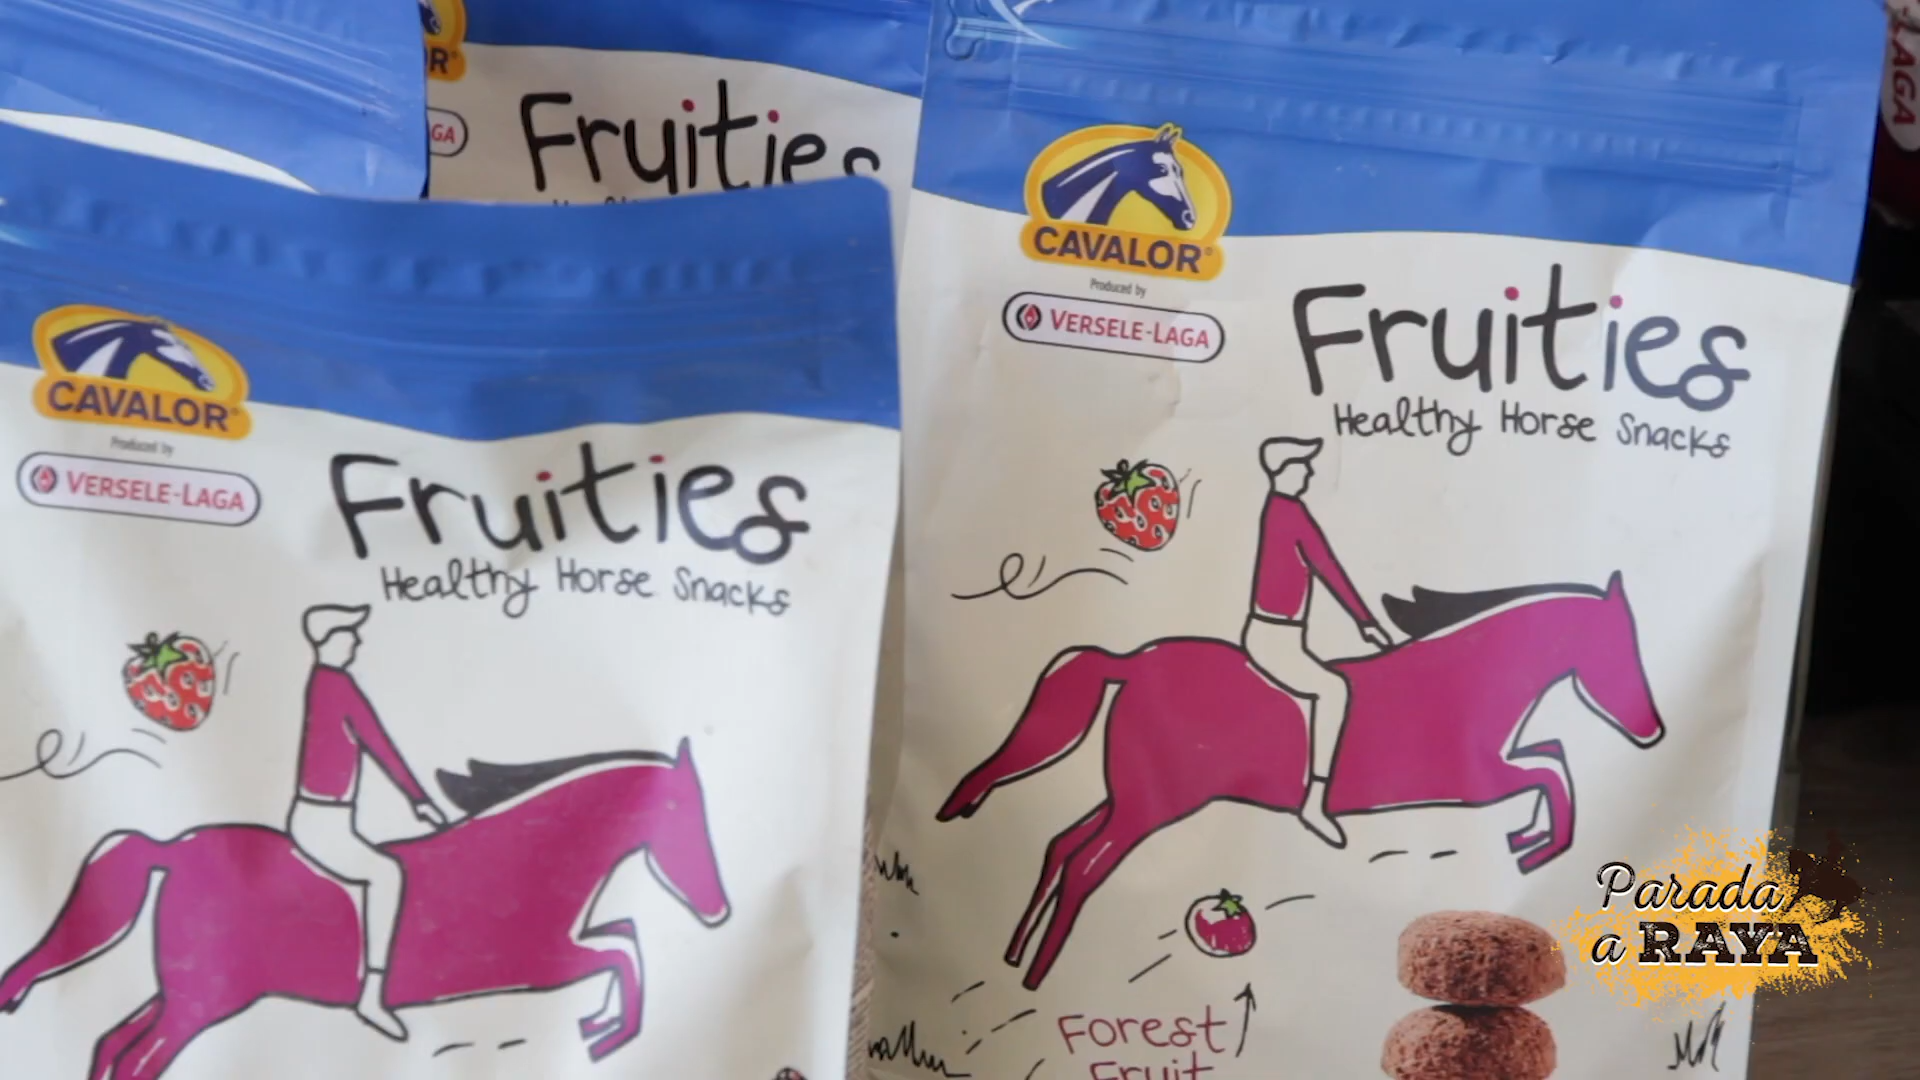 Fruities
CAVALOR
Produced by
VERSELE-LAGA
Fruities
Healthy Horse Snacks
CAVALOR
Produced by
VERSELE-LAGA
Fruities
Healthy Horse Snacks
Forest
Fruit
Parada
a RAYA